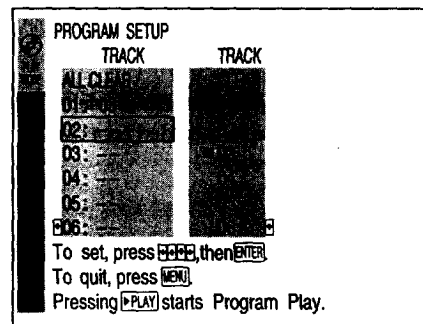 PROGRAM SETUP
TRACK TRACK
ALL CLEAR
01:
02:
03: --
04: --
05: --
06: --
To set, press ,then ENTER.
To quit, press MENU.
Pressing ▶PLAY starts Program Play.